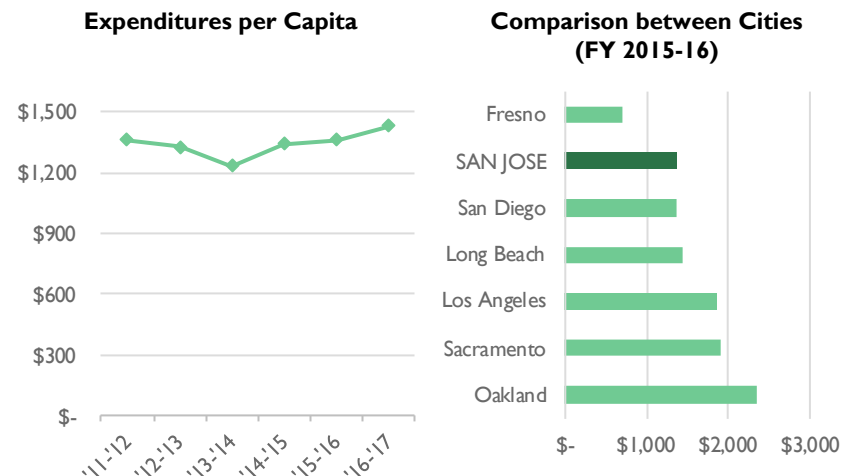 Expenditures per Capita
$1,500
$1,200
$900
$600
$300
$-
'11-'12
'12-'13
'13-'14
'14-'15
'15-'16
'16-'17
Comparison between Cities
(FY 2015-16)
Fresno
SAN JOSE
San Diego
Long Beach
Los Angeles
Sacramento
Oakland
$-
$1,000
$2,000
$3,000